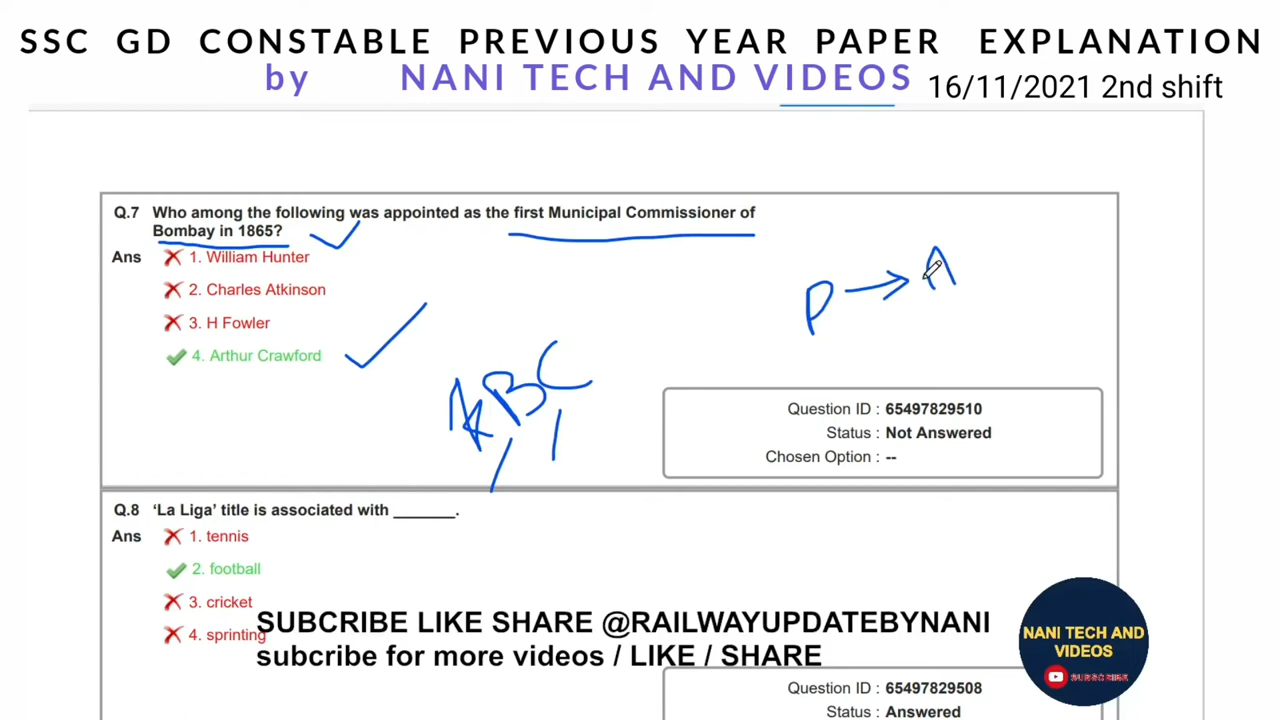 SSC GD CONSTABLE PREVIOUS YEAR PAPER EXPLANATION
by NANI TECH AND VIDEOS 16/11/2021 2nd shift
Q.7 Who among the following was appointed as the first Municipal Commissioner of
Bombay in 1865?
Ans 1. William Hunter
2. Charles Atkinson
3. H Fowler
4. Arthur Crawford
P → A
ABC
Question ID : 65497829510
Status : Not Answered
Chosen Option : --
Q.8 ‘La Liga’ title is associated with _______.
Ans 1. tennis
2. football
3. cricket
4. sprinting
SUBCRIBE LIKE SHARE @RAILWAYUPDATEBYNANI
subcribe for more videos / LIKE / SHARE
NANI TECH AND
VIDEOS
Question ID : 65497829508
Status : Answered